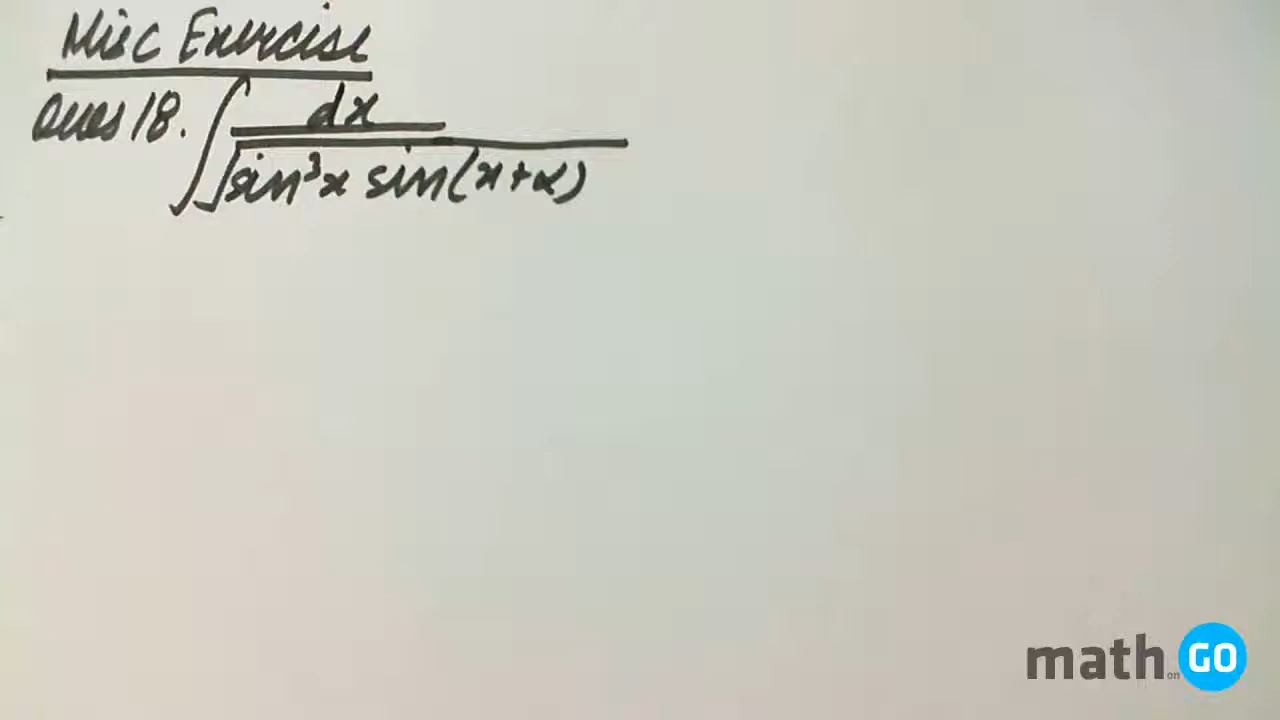 Misc Exercise
Ques 18. ∫ dx / √(sin³x sin(x+α))
math on GO